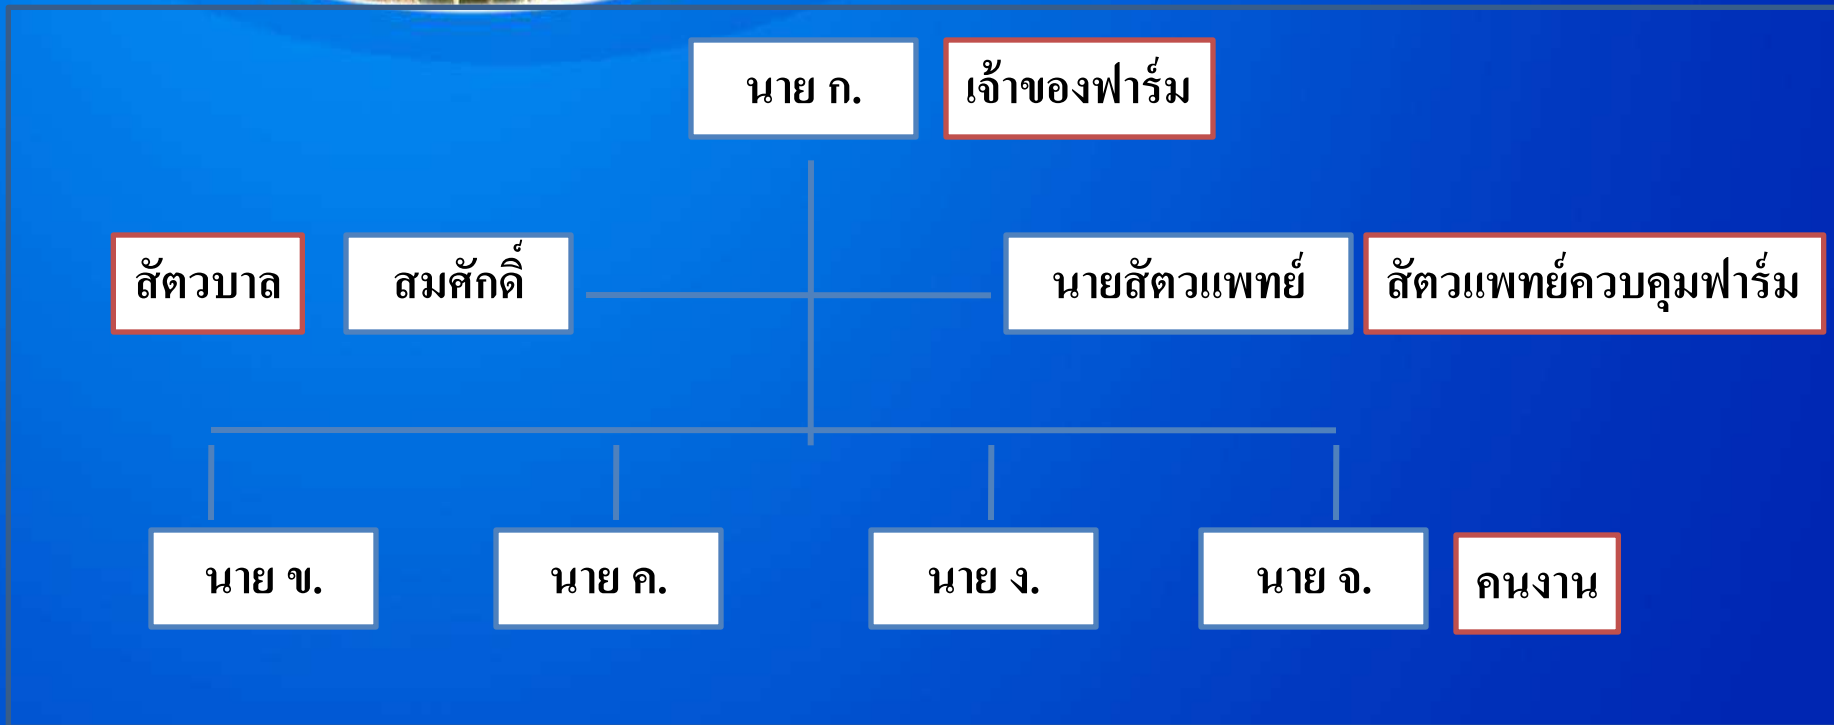 นาย ก.
เจ้าของฟาร์ม
สัตวบาล
สมศักดิ์
นายสัตวแพทย์
สัตวแพทย์ควบคุมฟาร์ม
นาย ข.
นาย ค.
นาย ง.
นาย จ.
คนงาน